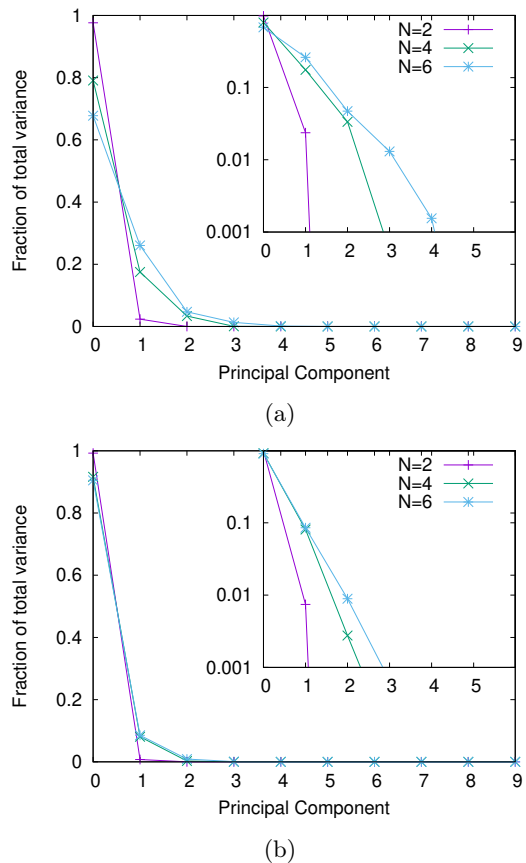 1
0.8
0.6
0.4
0.2
0
Fraction of total variance
0 1 2 3 4 5 6 7 8 9
Principal Component
N=2
N=4
N=6
0.1
0.01
0.001
0 1 2 3 4 5
(a)
1
0.8
0.6
0.4
0.2
0
Fraction of total variance
0 1 2 3 4 5 6 7 8 9
Principal Component
N=2
N=4
N=6
0.1
0.01
0.001
0 1 2 3 4 5
(b)